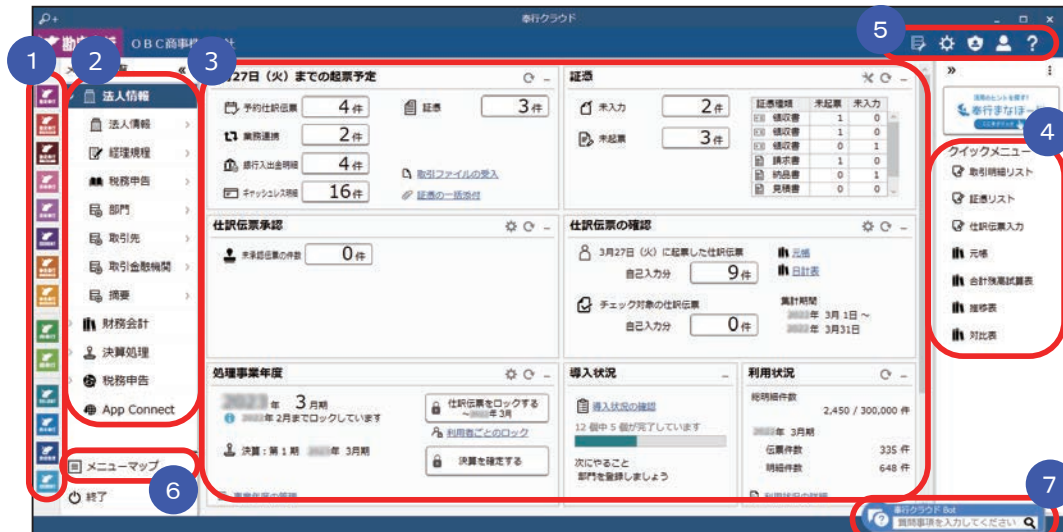 奉行クラウド
OBC商事
1
2
3
4
5
6
7
法人情報
法人情報
経理規程
税務申告
部門
取引先
取引金融機関
摘要
財務会計
決算処理
税務申告
App Connect
メニューマップ
終了
27日（火）までの起票予定
予約仕訳伝票 4件
証憑 3件
業務連携 2件
銀行入出金明細 4件
キャッシュレス明細 16件
取引ファイルの受入
証憑の一括添付
証憑
未入力 2件
未起票 3件
証憑種類 未起票 未入力
領収書 1 0
領収書 1 0
領収書 0 1
請求書 1 0
納品書 0 1
見積書 0 0
仕訳伝票承認
未承認伝票の件数 0件
仕訳伝票の確認
3月27日（火）に起票した仕訳伝票
自己入力分 9件
チェック対象の仕訳伝票
自己入力分 0件
元帳
日計表
集計期間
年 3月 1日～
年 3月31日
処理事業年度
年 3月期
年 2月までロックしています
決算：第1期 年 3月期
仕訳伝票をロックする
～ 年 3月
利用者ごとのロック
決算を確定する
事業年度の管理
導入状況
導入状況の確認
12 個中 5 個が完了しています
次にやること
部門を登録しましょう
利用状況
総明細件数
2,450 / 300,000 件
年 3月期
伝票件数 335 件
明細件数 648 件
利用状況の詳細
奉行まなぼーど
クイックメニュー
取引明細リスト
証憑リスト
仕訳伝票入力
元帳
合計残高試算表
推移表
対比表
奉行クラウド Bot
質問事項を入力してください